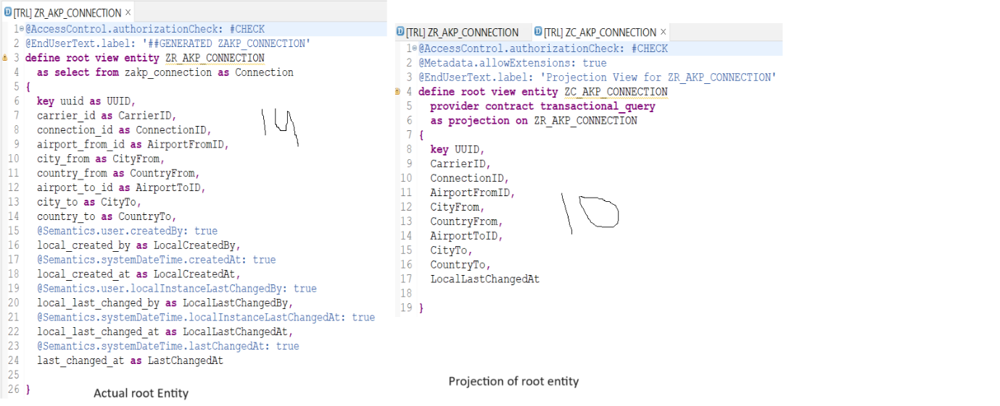 [TRL] ZR_AKP_CONNECTION ×
1 @AccessControl.authorizationCheck: #CHECK
2 @EndUserText.label: '##GENERATED ZAKP_CONNECTION'
3 define root view entity ZR_AKP_CONNECTION
4 as select from zakp_connection as Connection
5 {
6 key uuid as UUID,
7 carrier_id as CarrierID,
8 connection_id as ConnectionID,
9 airport_from_id as AirportFromID,
10 city_from as CityFrom,
11 country_from as CountryFrom,
12 airport_to_id as AirportToID,
13 city_to as CityTo,
14 country_to as CountryTo,
15 @Semantics.user.createdBy: true
16 local_created_by as LocalCreatedBy,
17 @Semantics.systemDateTime.createdAt: true
18 local_created_at as LocalCreatedAt,
19 @Semantics.user.localInstanceLastChangedBy: true
20 local_last_changed_by as LocalLastChangedBy,
21 @Semantics.systemDateTime.localInstanceLastChangedAt: true
22 local_last_changed_at as LocalLastChangedAt,
23 @Semantics.systemDateTime.lastChangedAt: true
24 last_changed_at as LastChangedAt
25
26 }
14
Actual root Entity
[TRL] ZR_AKP_CONNECTION [TRL] ZC_AKP_CONNECTION ×
1 @AccessControl.authorizationCheck: #CHECK
2 @Metadata.allowExtensions: true
3 @EndUserText.label: 'Projection View for ZR_AKP_CONNECTION'
4 define root view entity ZC_AKP_CONNECTION
5 provider contract transactional_query
6 as projection on ZR_AKP_CONNECTION
7 {
8 key UUID,
9 CarrierID,
10 ConnectionID,
11 AirportFromID,
12 CityFrom,
13 CountryFrom,
14 AirportToID,
15 CityTo,
16 CountryTo,
17 LocalLastChangedAt
18
19 }
10
Projection of root entity